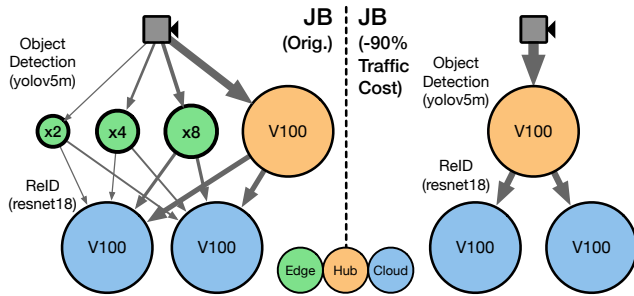 JB
(Orig.)
Object
Detection
(yolov5m)
x2
x4
x8
V100
ReID
(resnet18)
V100
V100
JB
(-90%
Traffic
Cost)
Object
Detection
(yolov5m)
V100
ReID
(resnet18)
V100
V100
Edge
Hub
Cloud